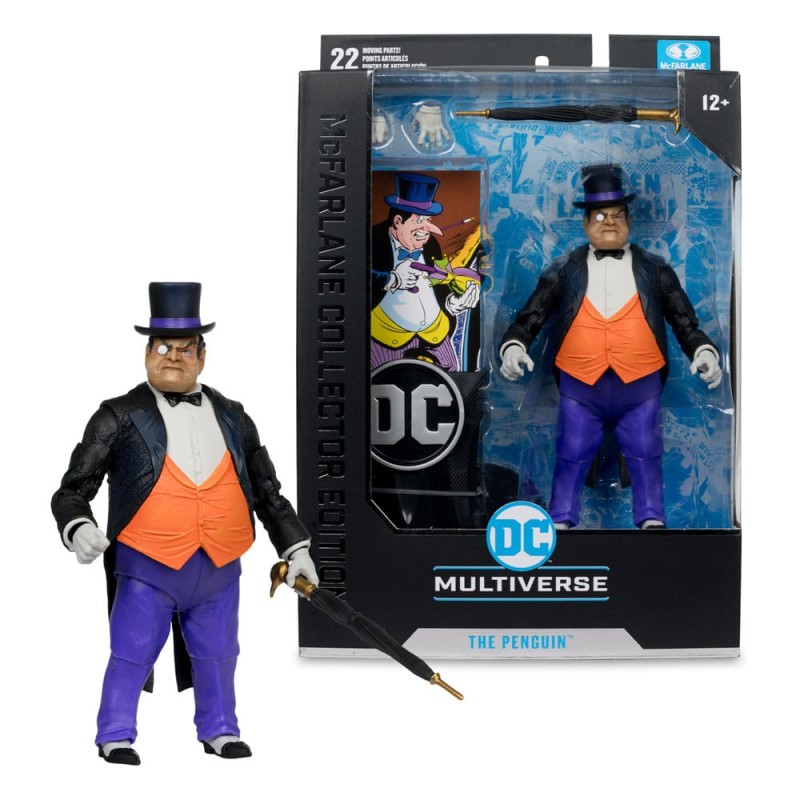 22 MOVING PARTS!
POINTS ARTICULÉS
PUNTOS DE ARTICULACIÓN
McFARLANE
12+
McFARLANE COLLECTOR EDITION
DC
DC
MULTIVERSE
THE PENGUIN™